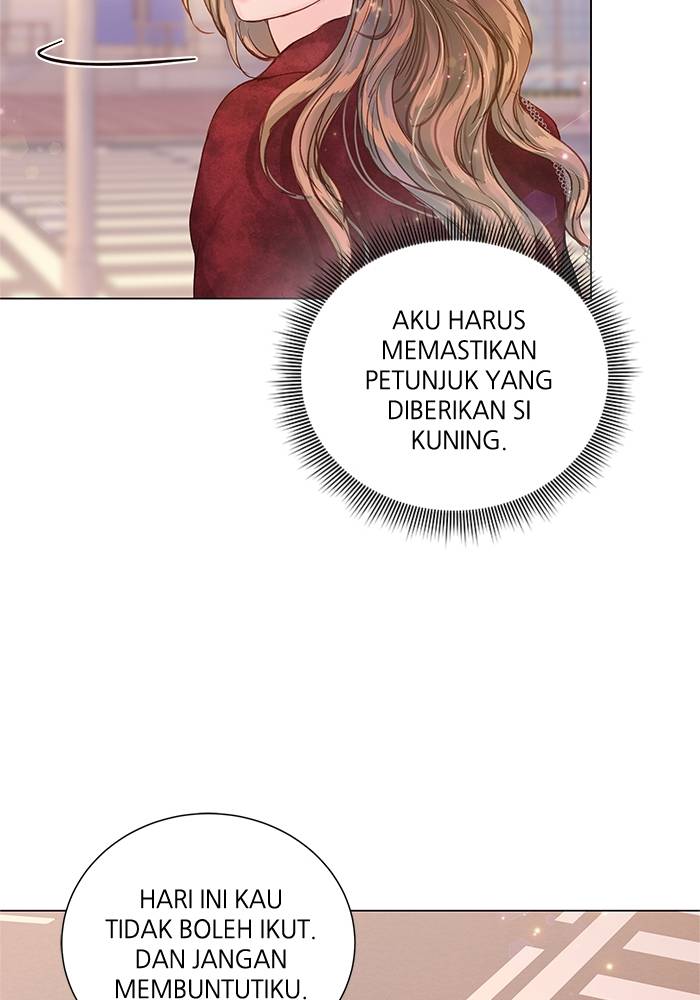 AKU HARUS
MEMASTIKAN
PETUNJUK YANG
DIBERIKAN SI
KUNING.
HARI INI KAU
TIDAK BOLEH IKUT.
DAN JANGAN
MEMBUNTUTIKU.